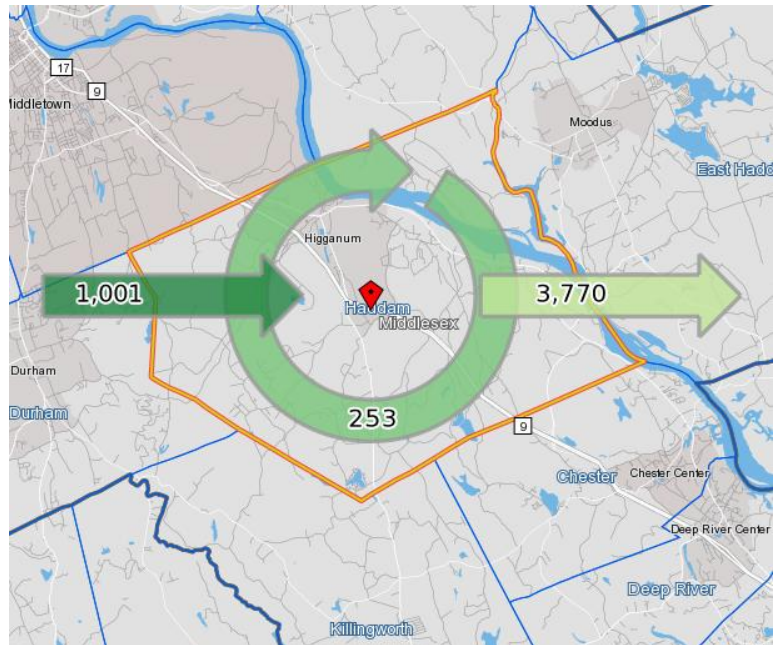 17
9
Middletown
Moodus
East Hadd
Higganum
1,001
3,770
Haddam
Middlesex
Durham
Durham
253
9
Chester
Chester Center
Deep River Center
Deep River
Killingworth